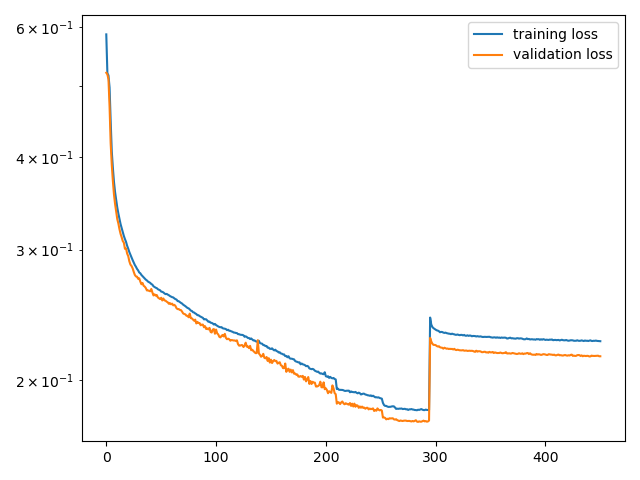 6 × 10⁻¹
4 × 10⁻¹
3 × 10⁻¹
2 × 10⁻¹
training loss
validation loss
0 100 200 300 400